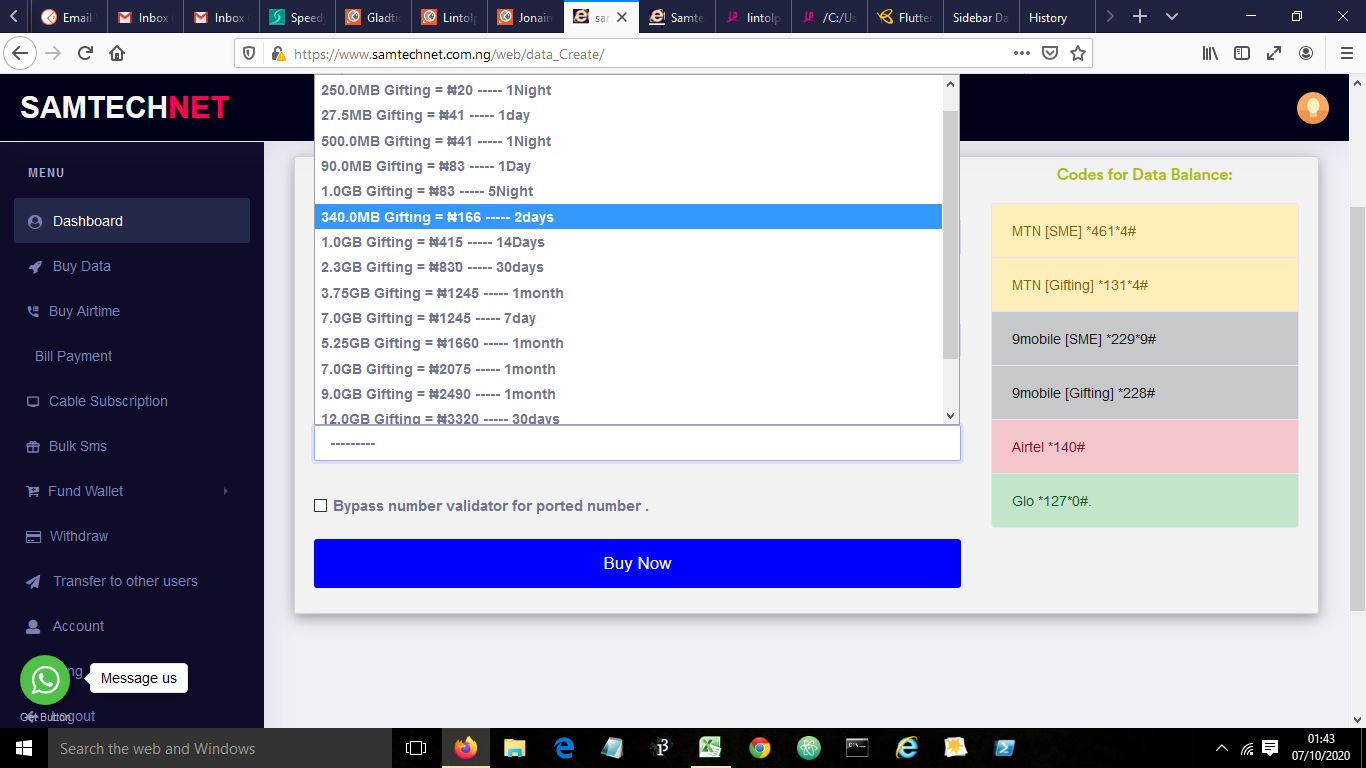 Email
Inbox
Inbox
Speed
Gladti
Lintolp
Jonain
sar
Samte
lintolp
/C:/Us
Flutter
Sidebar Da
History
https://www.samtechnet.com.ng/web/data_Create/
SAMTECHNET
MENU
Dashboard
Buy Data
Buy Airtime
Bill Payment
Cable Subscription
Bulk Sms
Fund Wallet
Withdraw
Transfer to other users
Account
Message us
Logout
250.0MB Gifting = ₦20 ----- 1Night
27.5MB Gifting = ₦41 ----- 1day
500.0MB Gifting = ₦41 ----- 1Night
90.0MB Gifting = ₦83 ----- 1Day
1.0GB Gifting = ₦83 ----- 5Night
340.0MB Gifting = ₦166 ----- 2days
1.0GB Gifting = ₦415 ----- 14Days
2.3GB Gifting = ₦830 ----- 30days
3.75GB Gifting = ₦1245 ----- 1month
7.0GB Gifting = ₦1245 ----- 7day
5.25GB Gifting = ₦1660 ----- 1month
7.0GB Gifting = ₦2075 ----- 1month
9.0GB Gifting = ₦2490 ----- 1month
12.0GB Gifting = ₦3320 ----- 30days
---------
Bypass number validator for ported number .
Buy Now
Codes for Data Balance:
MTN [SME] *461*4#
MTN [Gifting] *131*4#
9mobile [SME] *229*9#
9mobile [Gifting] *228#
Airtel *140#
Glo *127*0#.
Search the web and Windows
01:43
07/10/2020